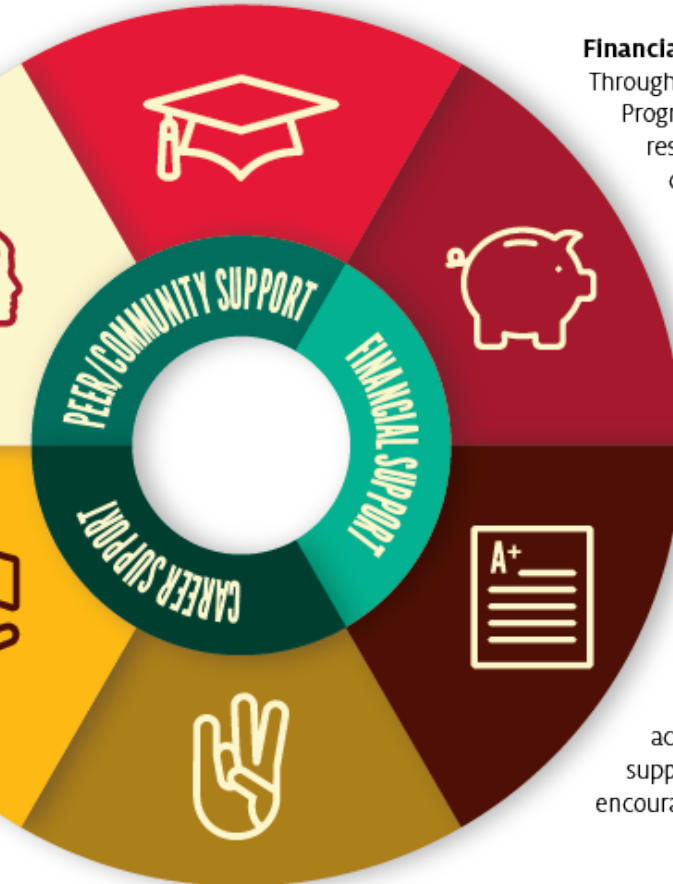 Financia
Through
Progr
res
PEER/COMMUNITY SUPPORT
FINANCIAL SUPPORT
CAREER SUPPORT
A+
ac
supp
encoura